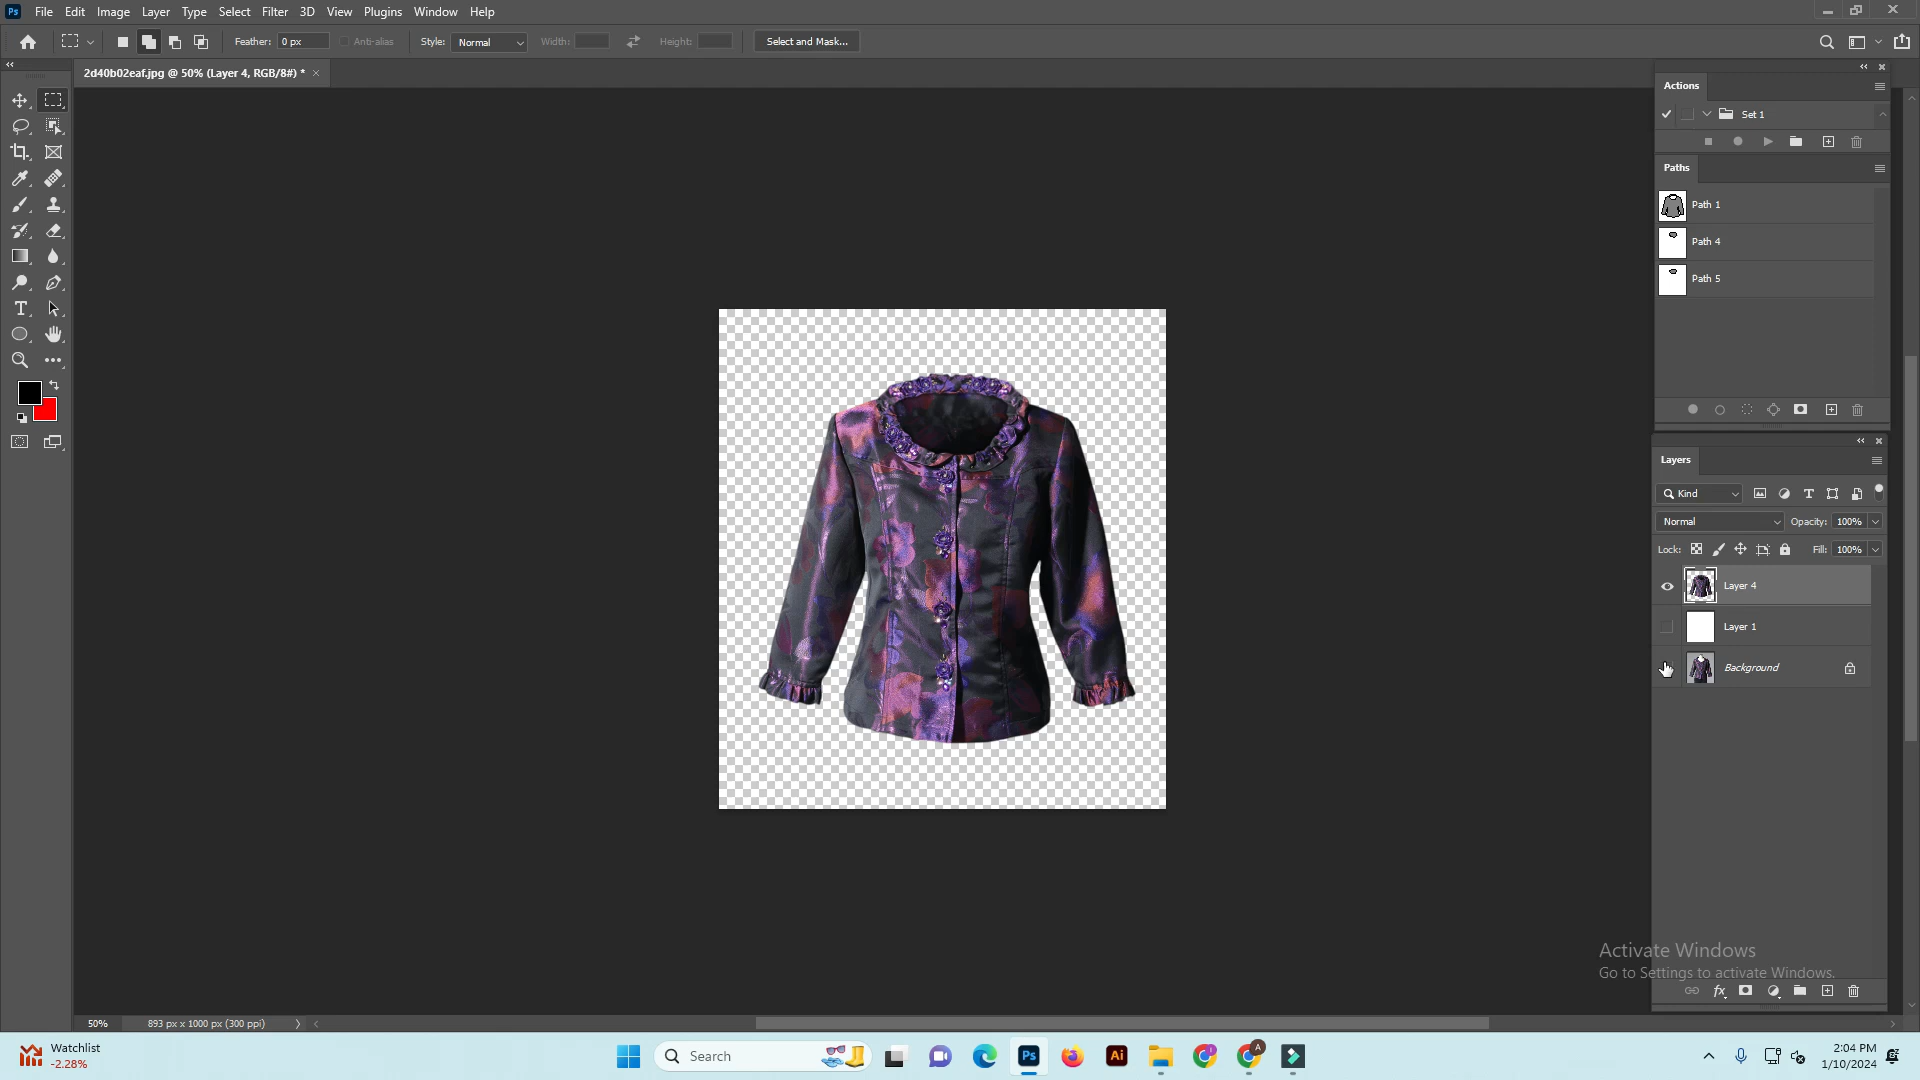 Ps File Edit Image Layer Type Select Filter 3D View Plugins Window Help
Feather: 0 px Anti-alias Style: Normal Width: Height: Select and Mask...
2d40b02eaf.jpg @ 50% (Layer 4, RGB/8#) * ×
Actions
Set 1
Paths
Path 1
Path 4
Path 5
Layers
Kind
Normal Opacity: 100%
Lock: Fill: 100%
Layer 4
Layer 1
Background
Activate Windows
Go to Settings to activate Windows.
fx
50% 893 px x 1000 px (300 ppi)
Watchlist
-2.28%
Search
Ps
Ai
A
2:04 PM
1/10/2024